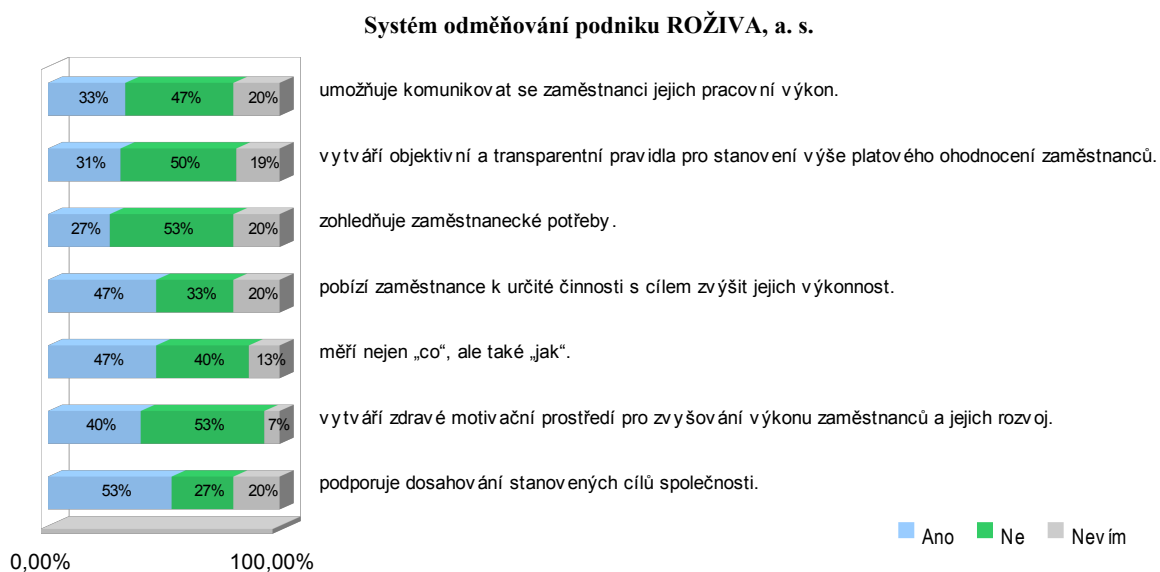 Systém odměňování podniku ROŽIVA, a. s.
33% 47% 20% umožňuje komunikovat se zaměstnanci jejich pracovní výkon.
31% 50% 19% vytváří objektivní a transparentní pravidla pro stanovení výše platového ohodnocení zaměstnanců.
27% 53% 20% zohledňuje zaměstnanecké potřeby.
47% 33% 20% pobízí zaměstnance k určité činnosti s cílem zvýšit jejich výkonnost.
47% 40% 13% měří nejen „co“, ale také „jak“.
40% 53% 7% vytváří zdravé motivační prostředí pro zvyšování výkonu zaměstnanců a jejich rozvoj.
53% 27% 20% podporuje dosahování stanovených cílů společnosti.
Ano Ne Nevím
0,00% 100,00%